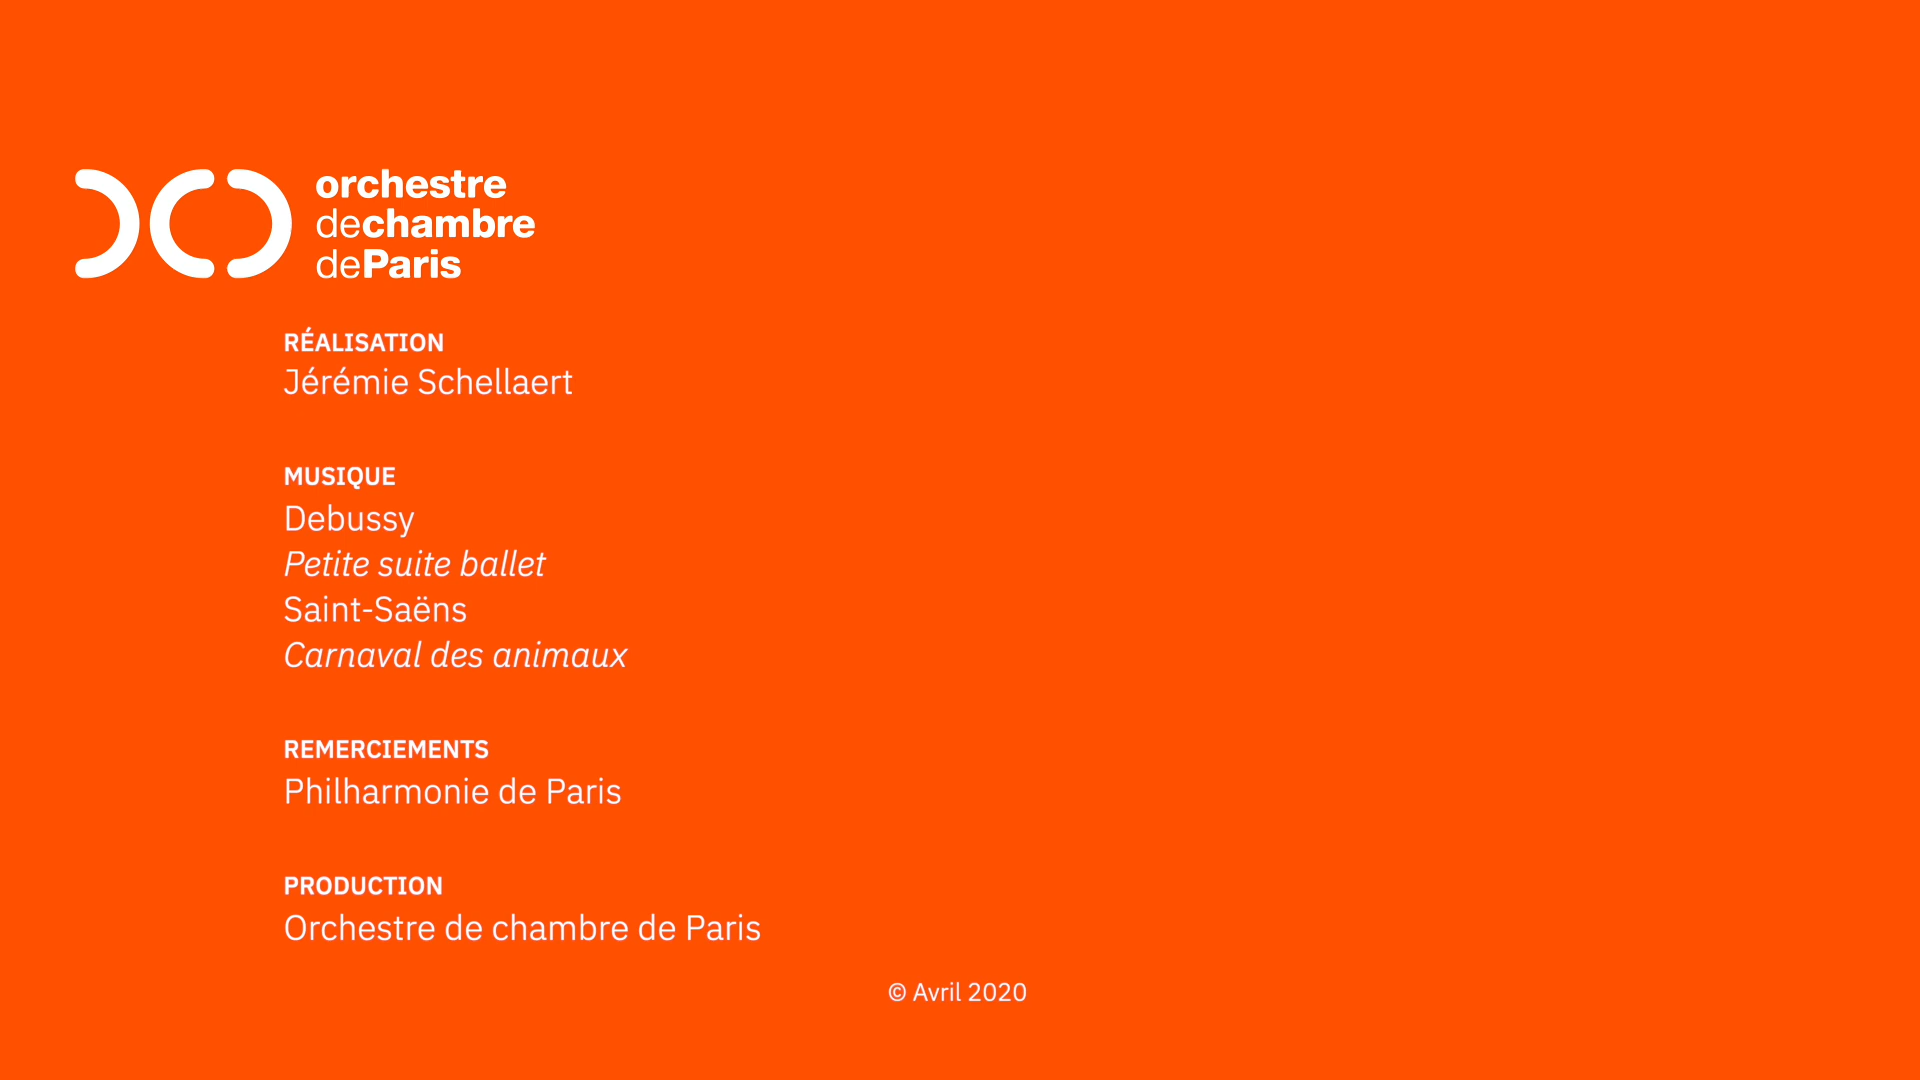 orchestre
dechambre
deParis
RÉALISATION
Jérémie Schellaert
MUSIQUE
Debussy
Petite suite ballet
Saint-Saëns
Carnaval des animaux
REMERCIEMENTS
Philharmonie de Paris
PRODUCTION
Orchestre de chambre de Paris
© Avril 2020